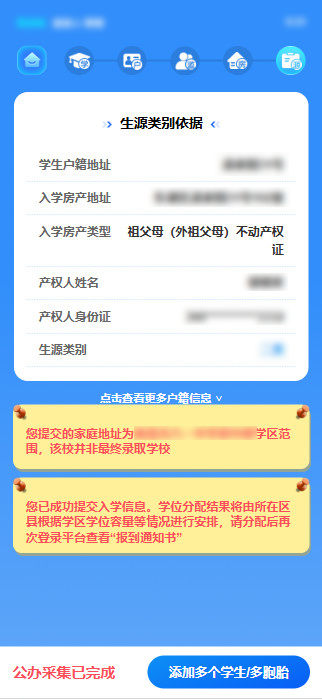 生源类别依据
学生户籍地址
入学房产地址
入学房产类型 祖父母（外祖父母）不动产权
证
产权人姓名
产权人身份证
生源类别
点击查看更多户籍信息
您提交的家庭地址为 学区范
围，该校并非最终录取学校
您已成功提交入学信息。学位分配结果将由所在区
县根据学区学位容量等情况进行安排，请分配后再
次登录平台查看“报到通知书”
公办采集已完成 添加多个学生/多胞胎